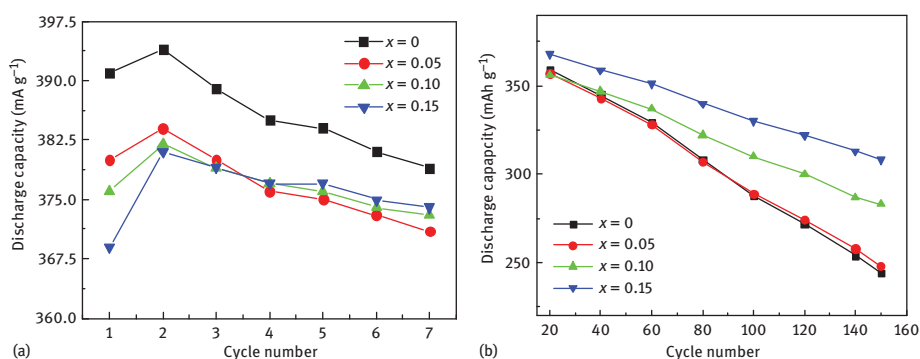 397.5
390.0
382.5
375.0
367.5
360.0
Discharge capacity (mA g⁻¹)
x = 0
x = 0.05
x = 0.10
x = 0.15
1 2 3 4 5 6 7
Cycle number
(a)
350
300
250
Discharge capapcity (mAh g⁻¹)
x = 0
x = 0.05
x = 0.10
x = 0.15
20 40 60 80 100 120 140 160
Cycle number
(b)